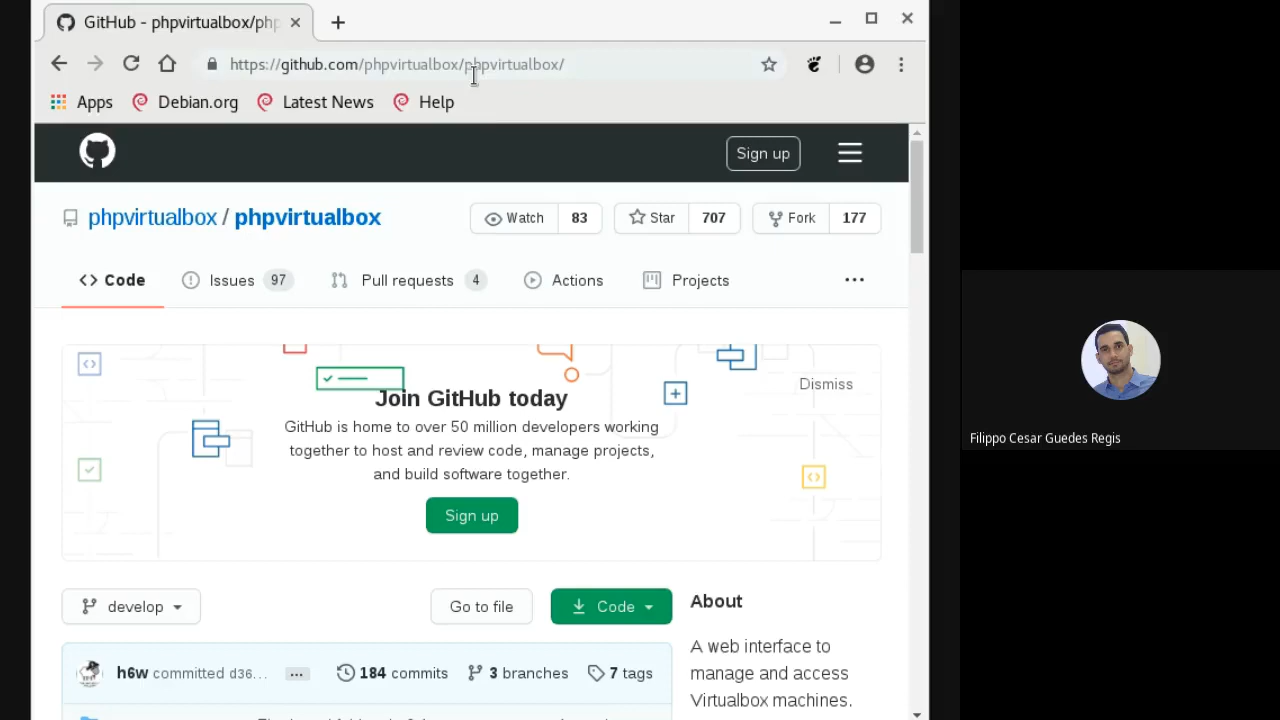 GitHub - phpvirtualbox/php
https://github.com/phpvirtualbox/phpvirtualbox/
Apps Debian.org Latest News Help
Sign up
phpvirtualbox / phpvirtualbox
Watch 83 Star 707 Fork 177
Code Issues 97 Pull requests 4 Actions Projects ...
Dismiss
Join GitHub today
GitHub is home to over 50 million developers working
together to host and review code, manage projects,
and build software together.
Sign up
develop Go to file Code
h6w committed d36... ... 184 commits 3 branches 7 tags
About
A web interface to
manage and access
Virtualbox machines.
Filippo Cesar Guedes Regis